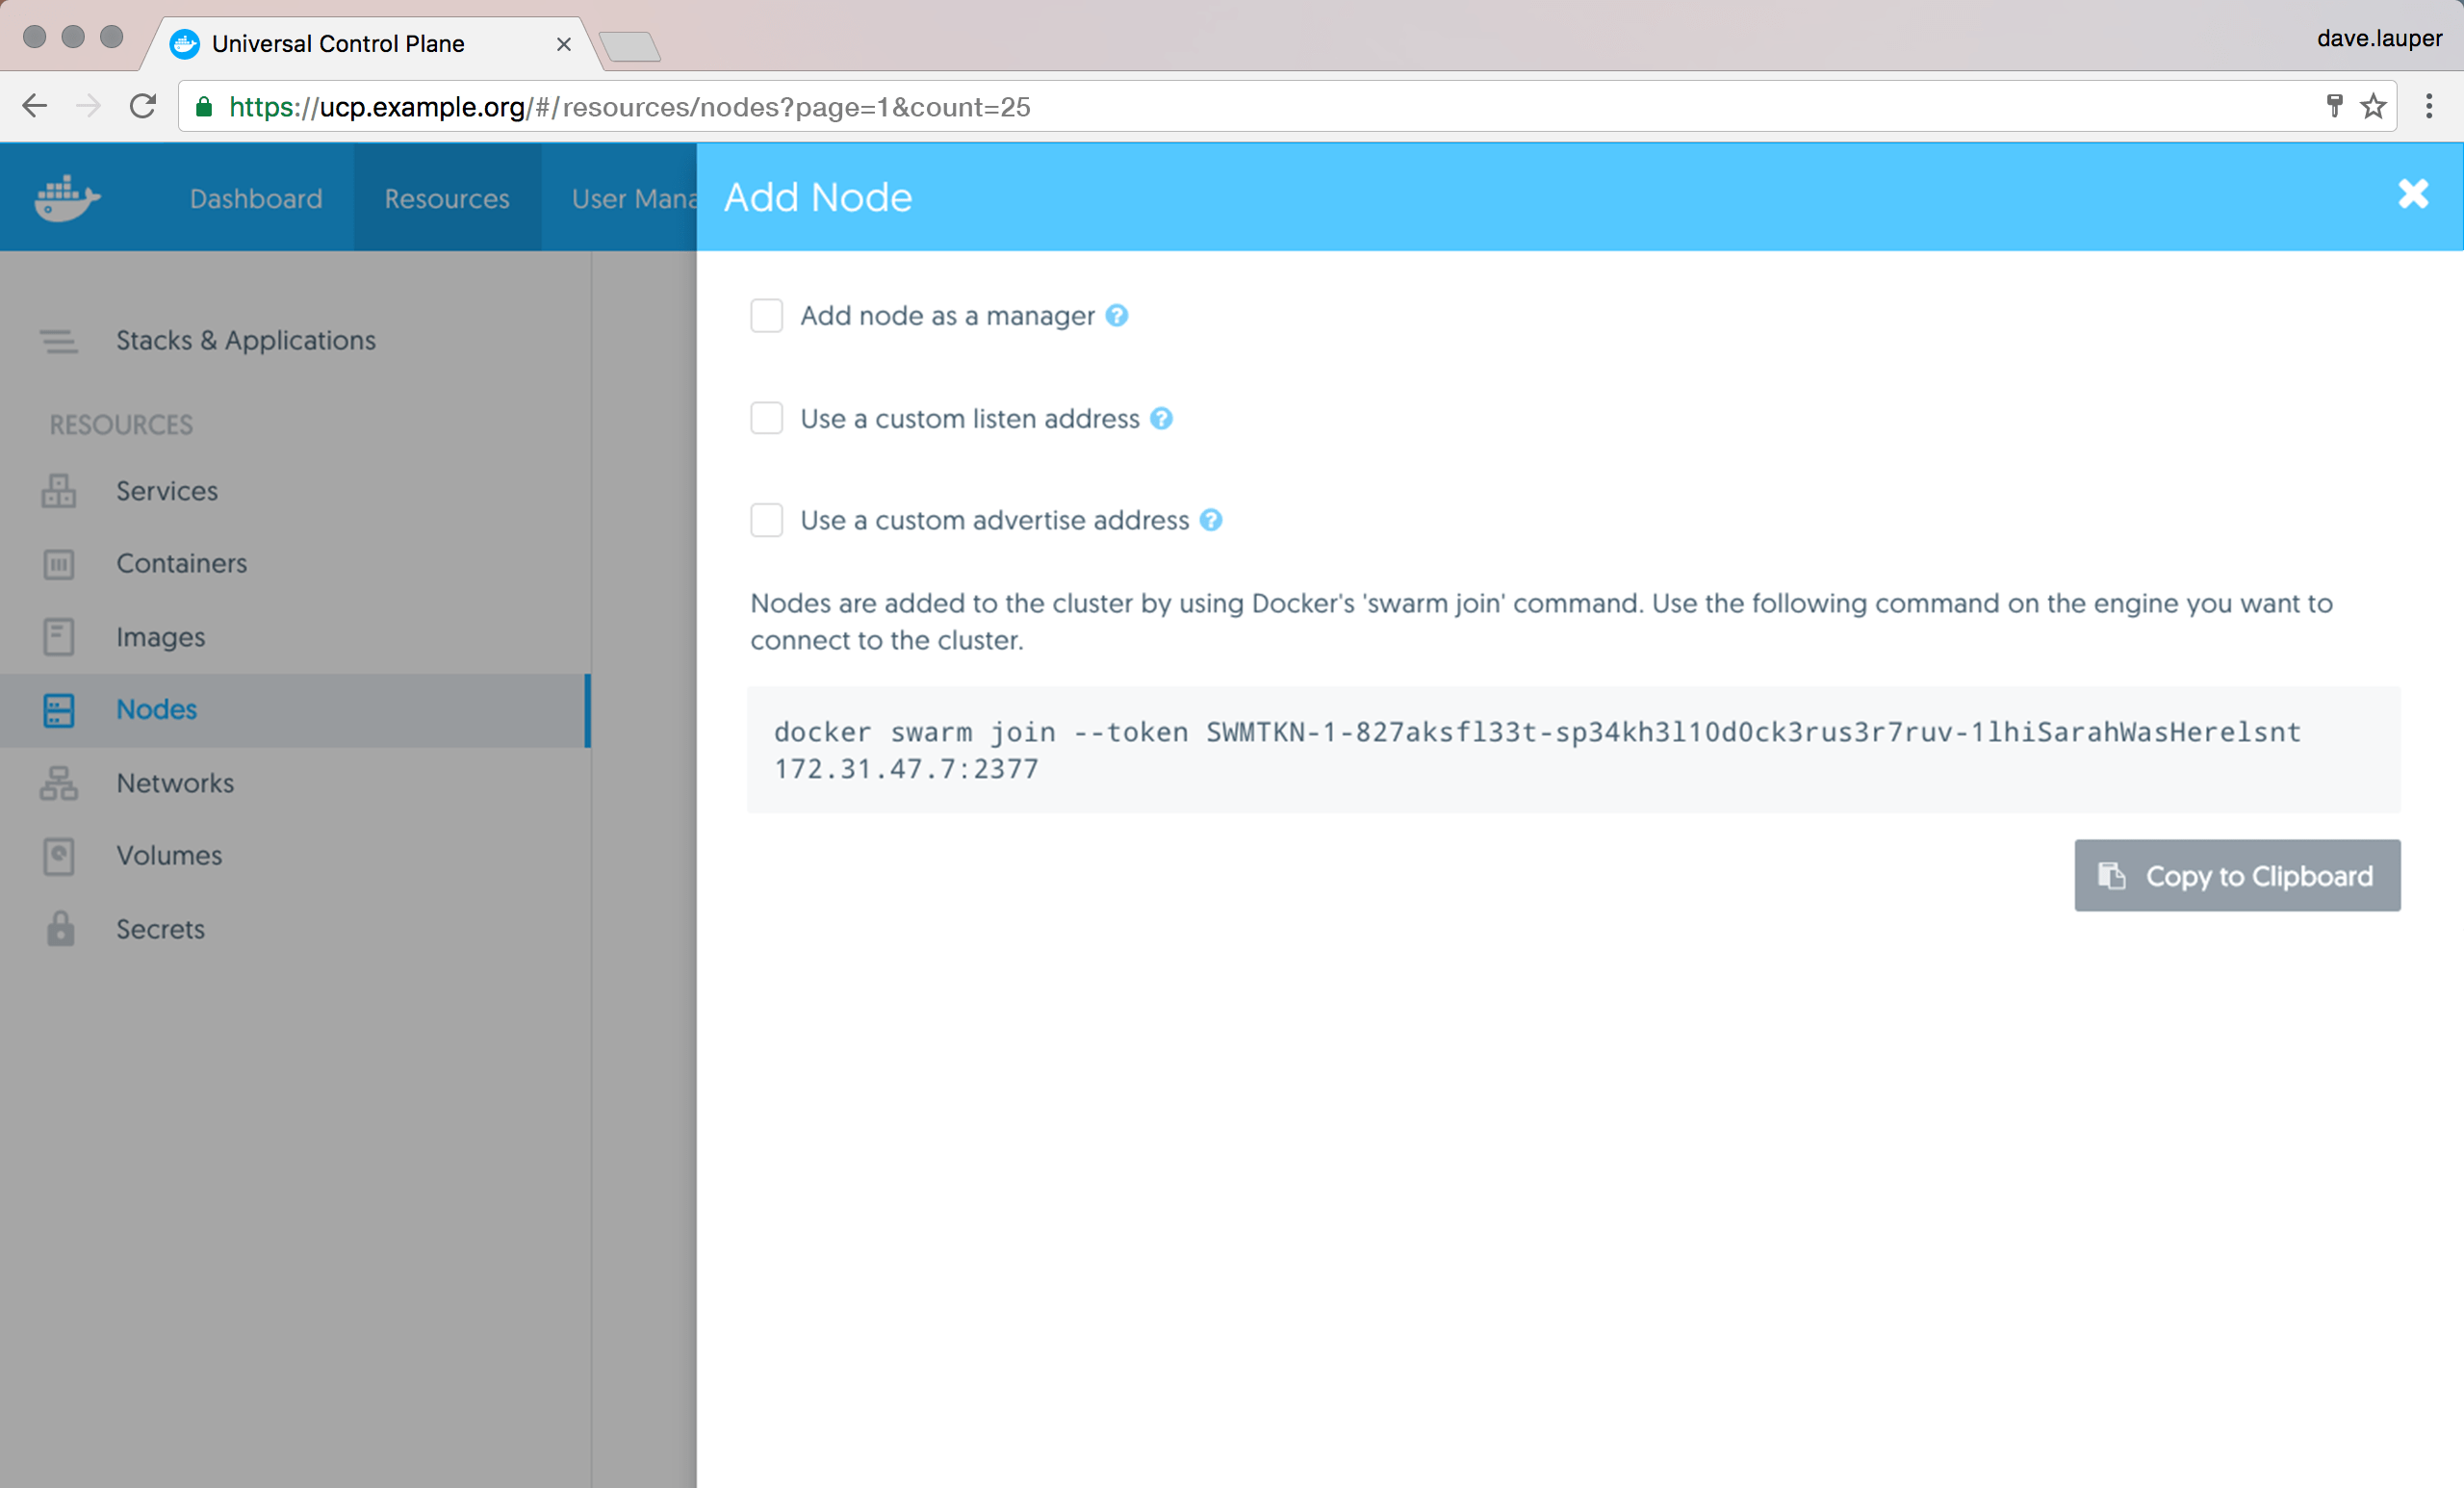 Universal Control Plane
dave.lauper
https://ucp.example.org/#/resources/nodes?page=1&count=25
Dashboard
Resources
User Mana
Add Node
Stacks & Applications
RESOURCES
Services
Containers
Images
Nodes
Networks
Volumes
Secrets
Add node as a manager
Use a custom listen address
Use a custom advertise address
Nodes are added to the cluster by using Docker's 'swarm join' command. Use the following command on the engine you want to
connect to the cluster.
docker swarm join --token SWMTKN-1-827aksfl33t-sp34kh3l10d0ck3rus3r7ruv-1lhiSarahWasHerelsnt
172.31.47.7:2377
Copy to Clipboard